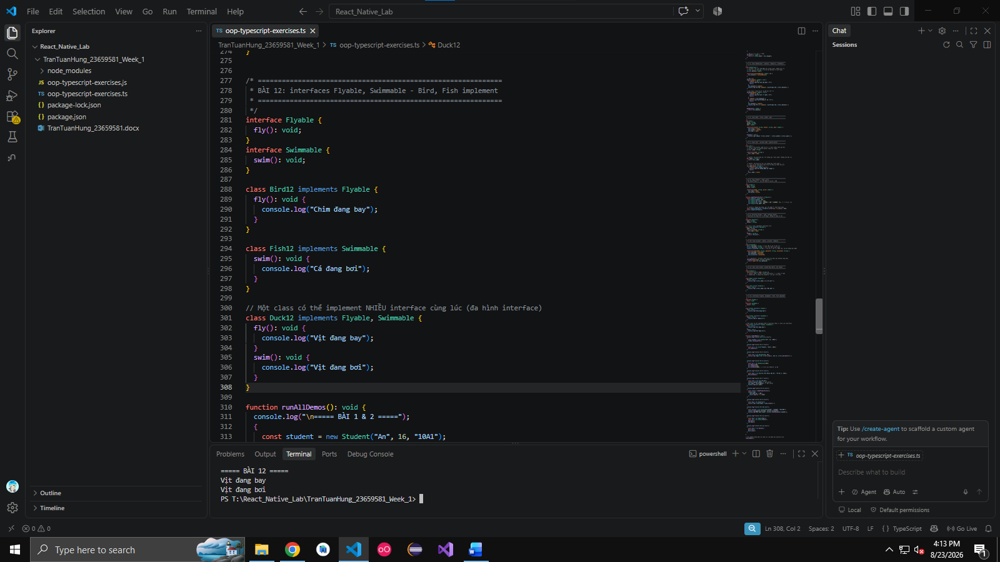 File Edit Selection View Go Run Terminal Help
React_Native_Lab
Explorer
React_Native_Lab
TranTuanHung_23659581_Week_1
node_modules
JS oop-typescript-exercises.js
TS oop-typescript-exercises.ts
{} package-lock.json
{} package.json
TranTuanHung_23659581.docx
Outline
Timeline
TS oop-typescript-exercises.ts
TranTuanHung_23659581_Week_1 > TS oop-typescript-exercises.ts > Duck12
274 }
275
276
277 /* =============================================================
278 * BÀI 12: interfaces Flyable, Swimmable - Bird, Fish implement
279 * =============================================================
280 */
281 interface Flyable {
282 fly(): void;
283 }
284 interface Swimmable {
285 swim(): void;
286 }
287
288 class Bird12 implements Flyable {
289 fly(): void {
290 console.log("Chim đang bay");
291 }
292 }
293
294 class Fish12 implements Swimmable {
295 swim(): void {
296 console.log("Cá đang bơi");
297 }
298 }
299
300 // Một class có thể implement NHIỀU interface cùng lúc (đa hình interface)
301 class Duck12 implements Flyable, Swimmable {
302 fly(): void {
303 console.log("Vịt đang bay");
304 }
305 swim(): void {
306 console.log("Vịt đang bơi");
307 }
308 }
309
310 function runAllDemos(): void {
311 console.log("\n===== BÀI 1 & 2 =====");
312 {
313 const student = new Student("An", 16, "10A1");
Problems Output Terminal Ports Debug Console
powershell
===== BÀI 12 =====
Vịt đang bay
Vịt đang bơi
PS T:\React_Native_Lab\TranTuanHung_23659581_Week_1>
Chat
Sessions
Tip: Use /create-agent to scaffold a custom agent
for your workflow.
TS oop-typescript-exercises.ts
Describe what to build
Agent Auto
Local Default permissions
0 0
Ln 308, Col 2 Spaces: 2 UTF-8 LF {} TypeScript Go Live
Type here to search
4:13 PM
8/23/2026
1